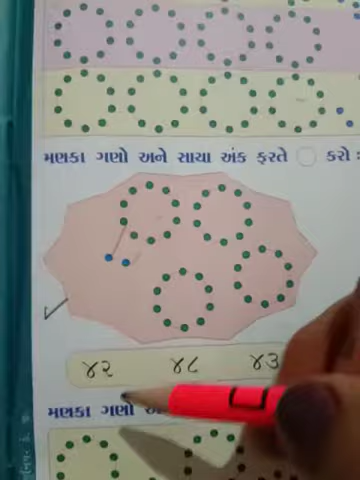 મણકા ગણો અને સાચા અંક ફરતે ◯ કરો :
૪૨ ૪૮ ૪૩
મણકા ગણો